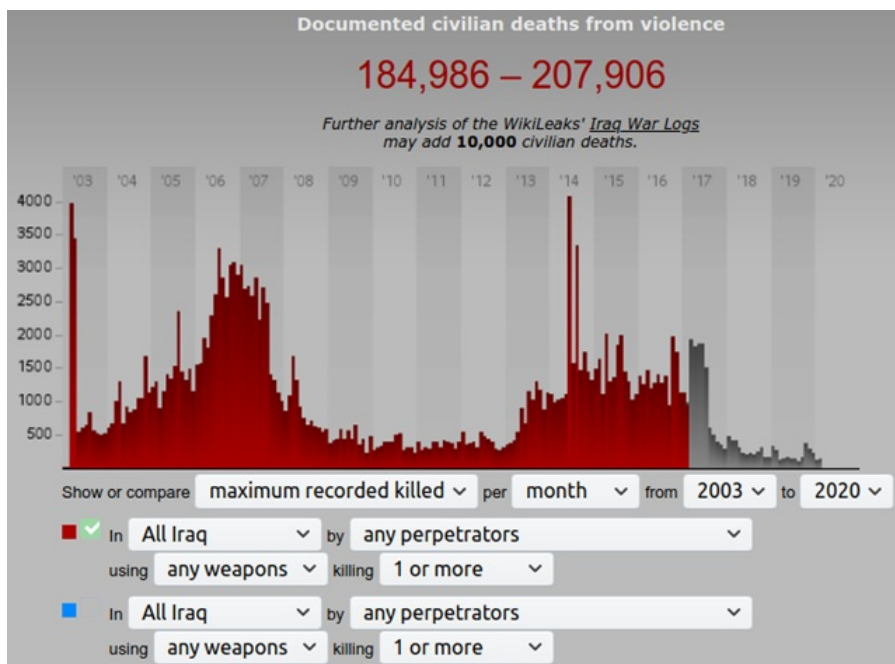 Documented civilian deaths from violence
184,986 – 207,906
Further analysis of the WikiLeaks' Iraq War Logs
may add 10,000 civilian deaths.
'03 '04 '05 '06 '07 '08 '09 '10 '11 '12 '13 '14 '15 '16 '17 '18 '19 '20
4000
3500
3000
2500
2000
1500
1000
500
Show or compare maximum recorded killed per month from 2003 to 2020
In All Iraq by any perpetrators
using any weapons killing 1 or more
In All Iraq by any perpetrators
using any weapons killing 1 or more